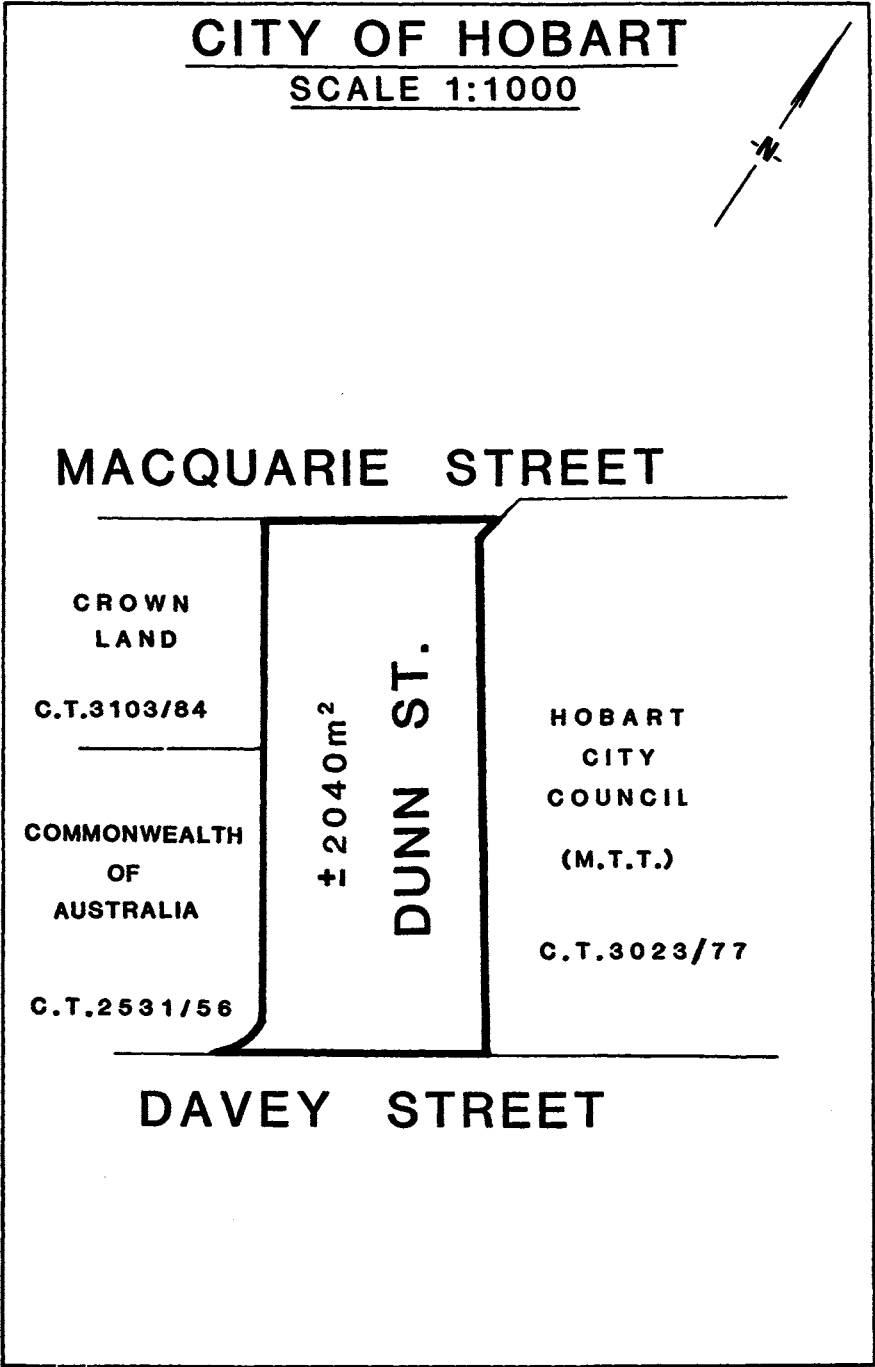 CITY OF HOBART
SCALE 1:1000
N
MACQUARIE STREET
CROWN
LAND
C.T.3103/84
COMMONWEALTH
OF
AUSTRALIA
C.T.2531/56
±2040m²
DUNN ST.
HOBART
CITY
COUNCIL
(M.T.T.)
C.T.3023/77
DAVEY STREET